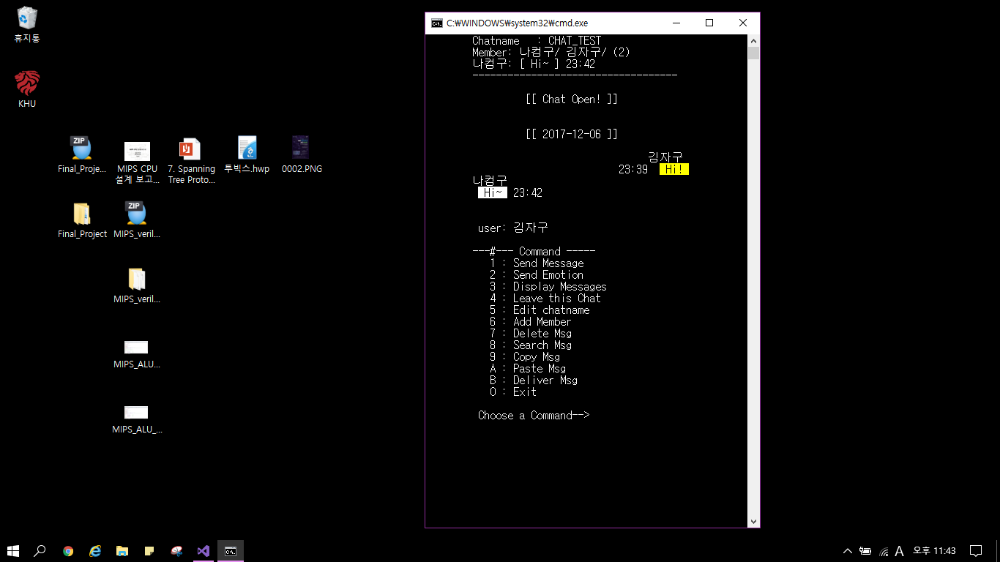 휴지통
KHU
Final_Proje...
MIPS CPU
설계 보고...
7. Spanning
Tree Proto...
투빅스.hwp
0002.PNG
ZIP
Final_Project
MIPS_veril...
ZIP
MIPS_veril...
MIPS_ALU...
MIPS_ALU_...
C:\WINDOWS\system32\cmd.exe
Chatname : CHAT_TEST
Member: 나컴구/ 김자구/ (2)
나컴구: [ Hi~ ] 23:42
-----------------------------------
[[ Chat Open! ]]
[[ 2017-12-06 ]]
김자구
23:39 Hi!
나컴구
Hi~ 23:42
user: 김자구
---#--- Command -----
1 : Send Message
2 : Send Emotion
3 : Display Messages
4 : Leave this Chat
5 : Edit chatname
6 : Add Member
7 : Delete Msg
8 : Search Msg
9 : Copy Msg
A : Paste Msg
B : Deliver Msg
0 : Exit
Choose a Command-->
A 오후 11:43